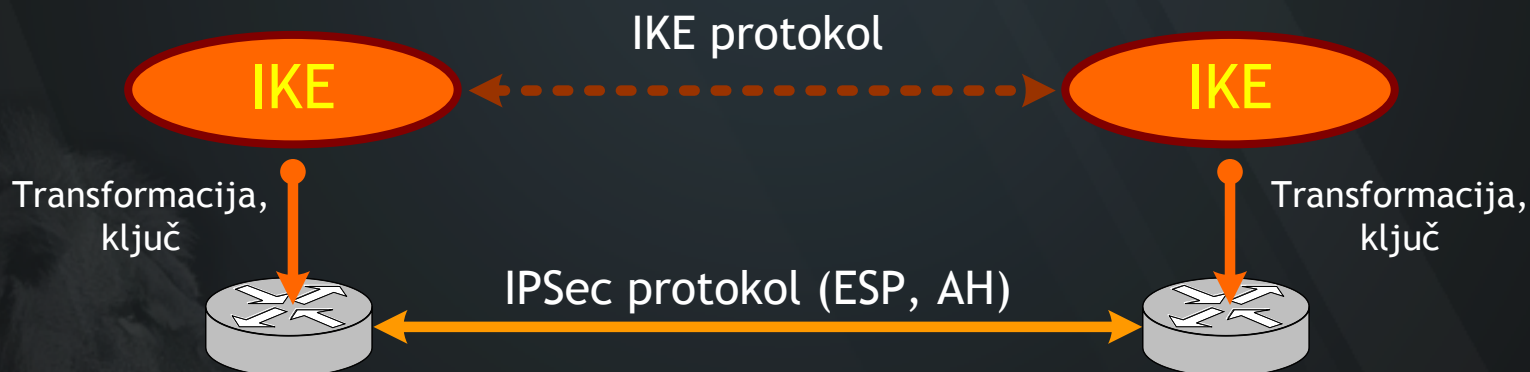 IKE protokol
IKE
IKE
Transformacija,
ključ
Transformacija,
ključ
IPSec protokol (ESP, AH)